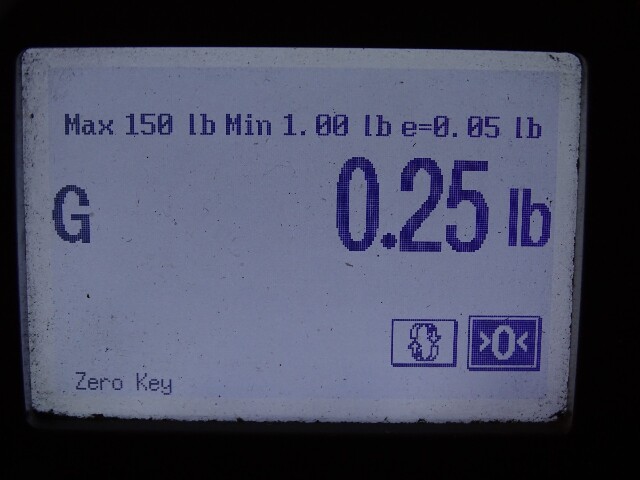 Max 150 lb Min 1.00 lb e=0.05 lb
G 0.25 lb
>0<
Zero Key